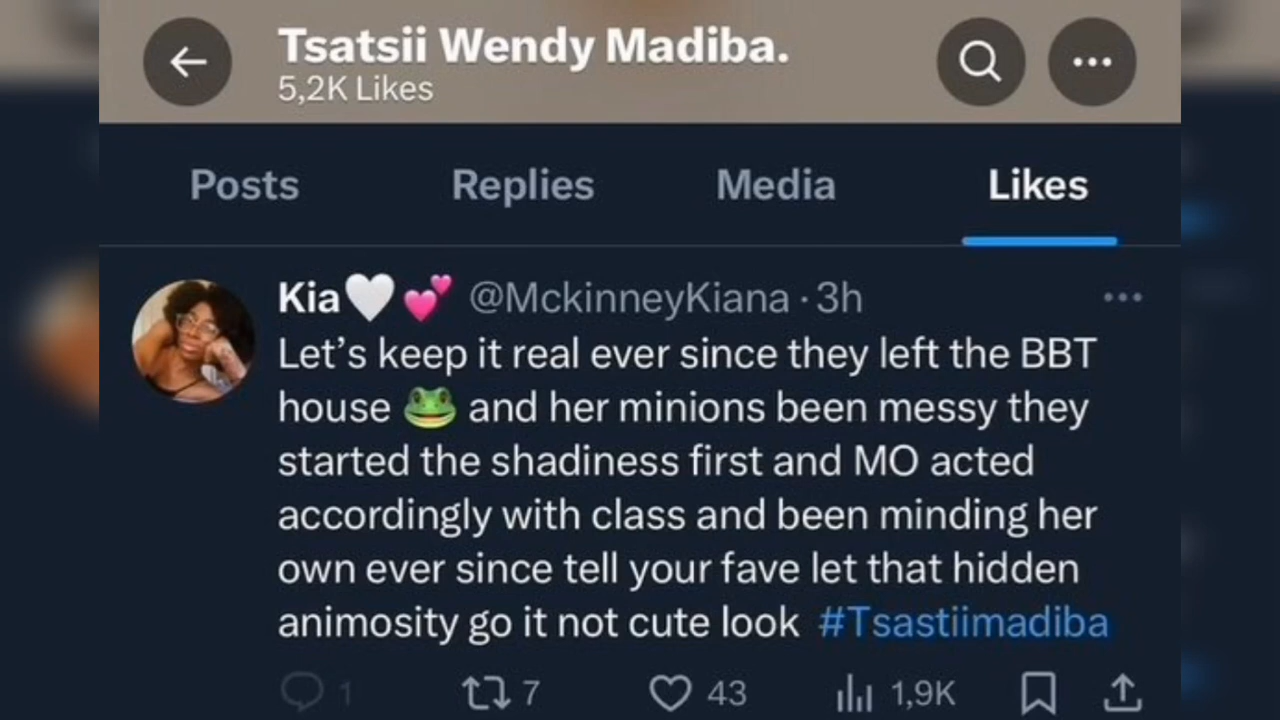 Tsatsii Wendy Madiba.
5,2K Likes
Posts Replies Media Likes
Kia🤍💕 @MckinneyKiana · 3h
Let’s keep it real ever since they left the BBT
house 🐸 and her minions been messy they
started the shadiness first and MO acted
accordingly with class and been minding her
own ever since tell your fave let that hidden
animosity go it not cute look #Tsastiimadiba
1 7 43 1,9K